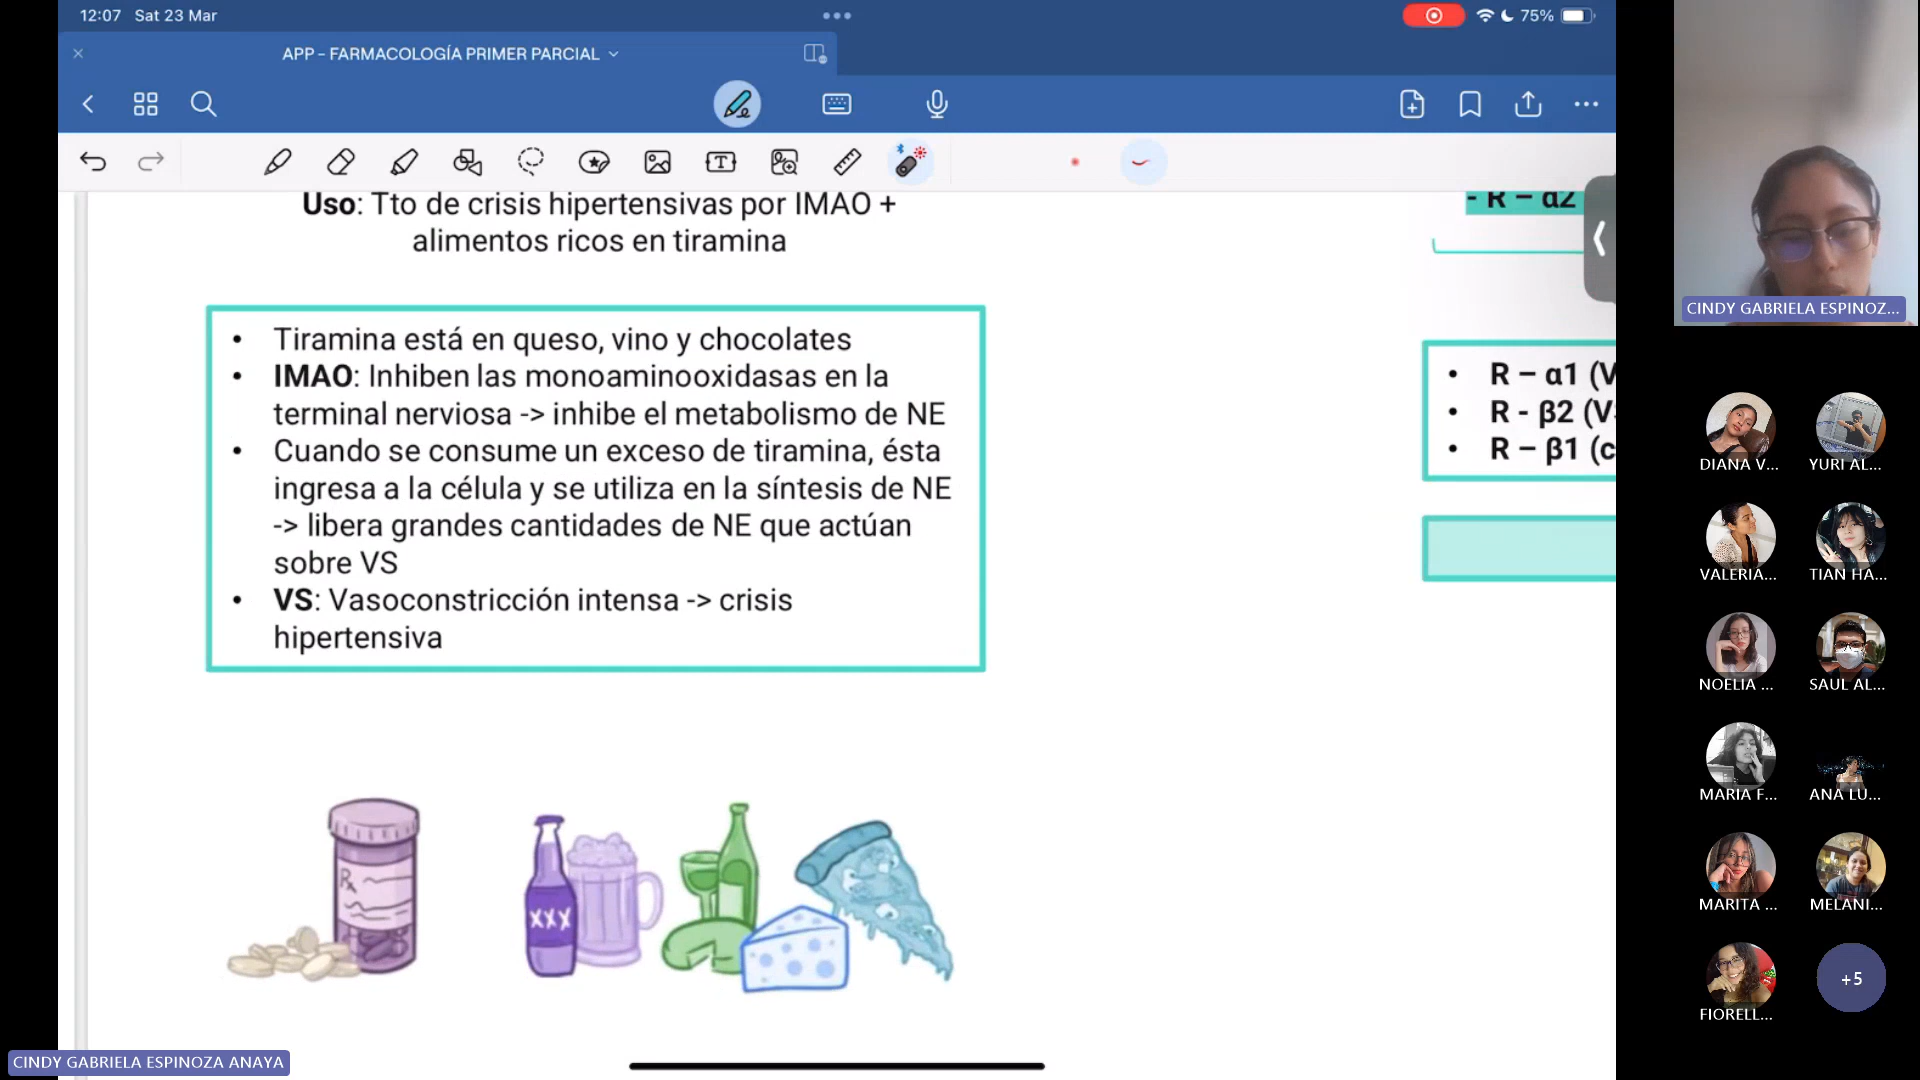 12:07 Sat 23 Mar
75%
APP - FARMACOLOGÍA PRIMER PARCIAL
Uso: Tto de crisis hipertensivas por IMAO +
alimentos ricos en tiramina
• Tiramina está en queso, vino y chocolates
• IMAO: Inhiben las monoaminooxidasas en la
terminal nerviosa -> inhibe el metabolismo de NE
• Cuando se consume un exceso de tiramina, ésta
ingresa a la célula y se utiliza en la síntesis de NE
-> libera grandes cantidades de NE que actúan
sobre VS
• VS: Vasoconstricción intensa -> crisis
hipertensiva
- R – α2
• R – α1 (V
• R - β2 (V
• R – β1 (c
Rx
XXX
CINDY GABRIELA ESPINOZ...
DIANA V...
YURI AL...
VALERIA...
TIAN HA...
NOELIA ...
SAUL AL...
MARIA F...
ANA LU...
MARITA ...
MELANI...
FIORELL...
+5
CINDY GABRIELA ESPINOZA ANAYA